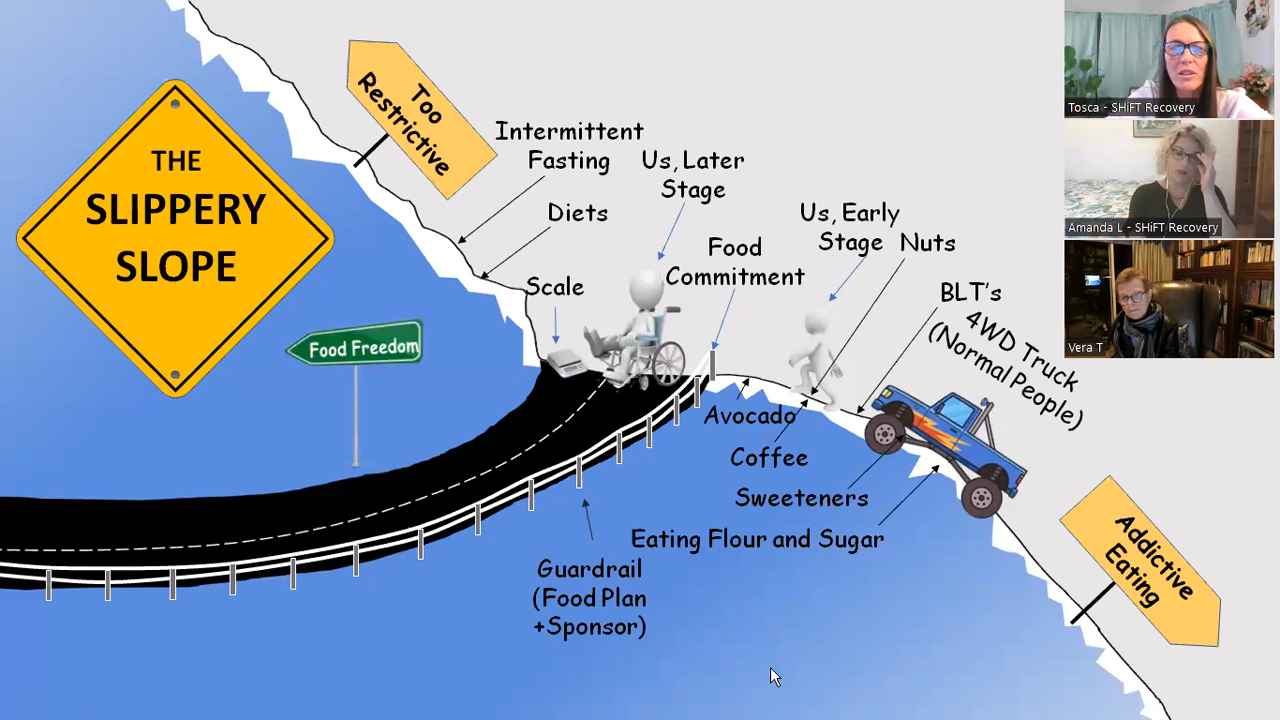 THE
SLIPPERY
SLOPE
Too
Restrictive
Intermittent
Fasting
Us, Later
Stage
Diets
Scale
Food
Commitment
Us, Early
Stage
Nuts
BLT's
4WD Truck
(Normal People)
Food Freedom
Avocado
Coffee
Sweeteners
Eating Flour and Sugar
Guardrail
(Food Plan
+Sponsor)
Addictive
Eating
Tosca - SHiFT Recovery
Amanda L - SHiFT Recovery
Vera T